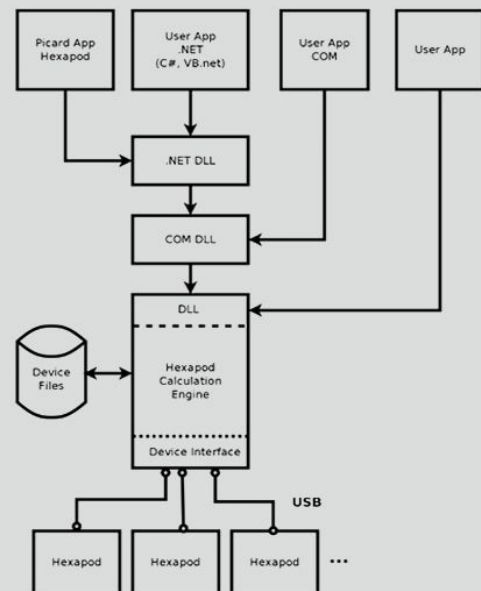 Picard App
Hexapod
User App
.NET
(C#, VB.net)
User App
COM
User App
.NET DLL
COM DLL
DLL
Device
Files
Hexapod
Calculation
Engine
Device Interface
USB
Hexapod
Hexapod
Hexapod
...